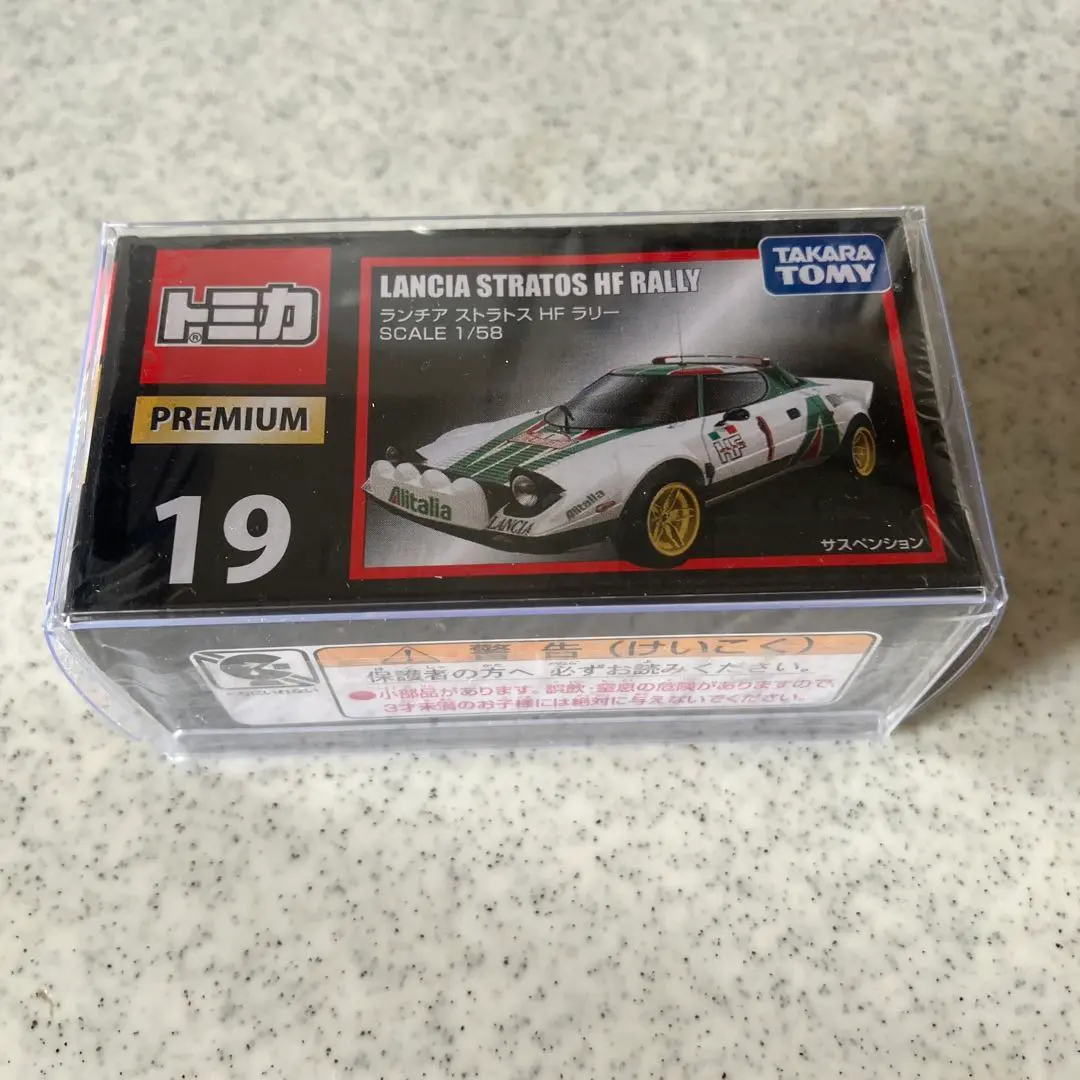 トミカ
®
PREMIUM
19
LANCIA STRATOS HF RALLY
ランチア ストラトス HF ラリー
SCALE 1/58
TAKARA
TOMY
1
HF
1
Alitalia
LANCIA
Alitalia
サスペンション
警告(けいこく)
保護者の方へ 必ずお読みください。
●小部品があります。誤飲・窒息の危険がありますので、
3才未満のお子様には絶対に与えないでください。